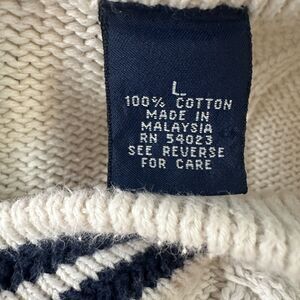 L
100% COTTON
MADE IN
MALAYSIA
RN 54023
SEE REVERSE
FOR CARE